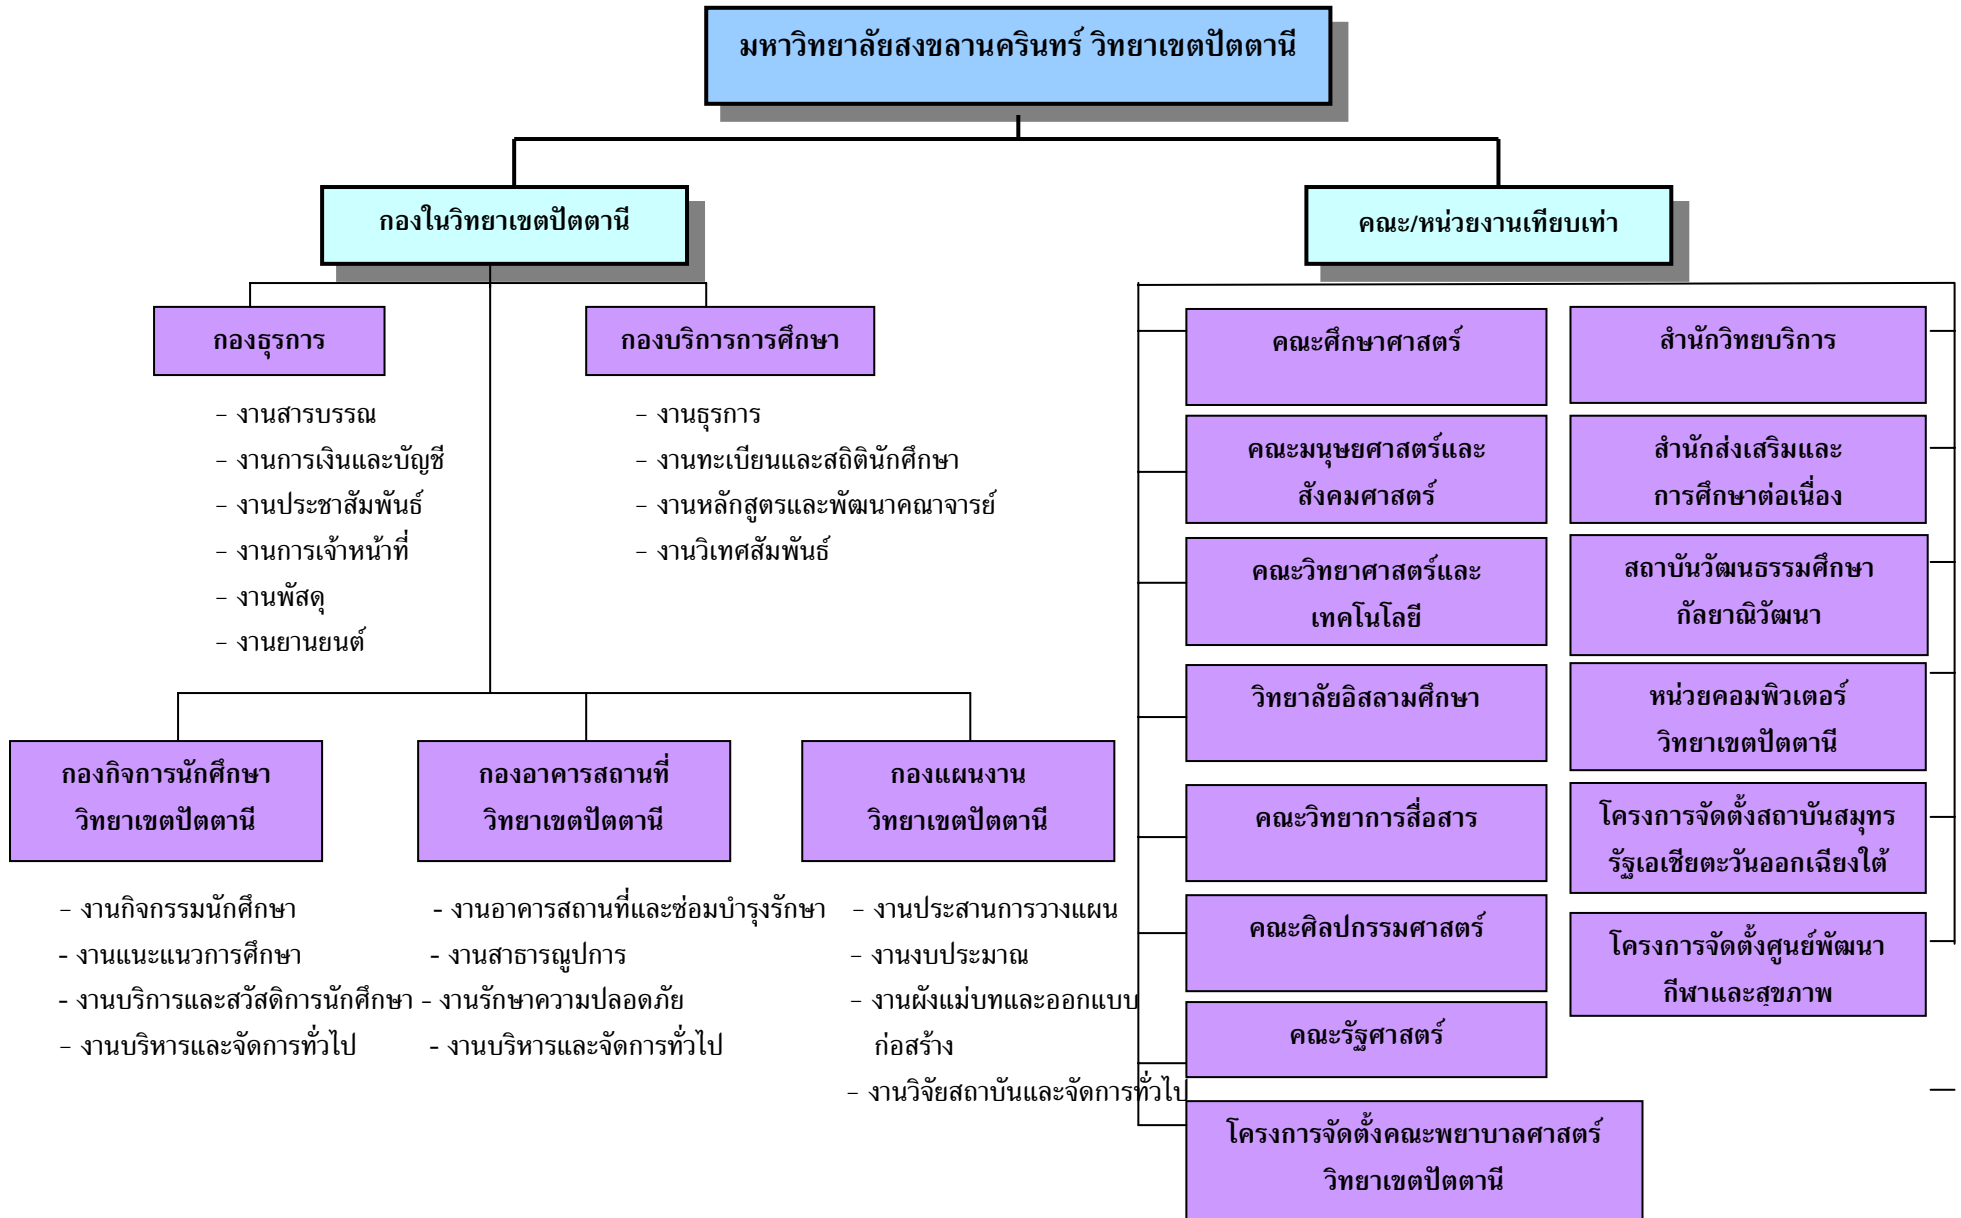 มหาวิทยาลัยสงขลานครินทร์ วิทยาเขตปัตตานี
กองในวิทยาเขตปัตตานี
กองธุรการ
- งานสารบรรณ
- งานการเงินและบัญชี
- งานประชาสัมพันธ์
- งานการเจ้าหน้าที่
- งานพัสดุ
- งานยานยนต์
กองบริการการศึกษา
- งานธุรการ
- งานทะเบียนและสถิตินักศึกษา
- งานหลักสูตรและพัฒนาคณาจารย์
- งานวิเทศสัมพันธ์
กองกิจการนักศึกษา
วิทยาเขตปัตตานี
- งานกิจกรรมนักศึกษา
- งานแนะแนวการศึกษา
- งานบริการและสวัสดิการนักศึกษา
- งานบริหารและจัดการทั่วไป
กองอาคารสถานที่
วิทยาเขตปัตตานี
- งานอาคารสถานที่และซ่อมบำรุงรักษา
- งานสาธารณูปการ
- งานรักษาความปลอดภัย
- งานบริหารและจัดการทั่วไป
กองแผนงาน
วิทยาเขตปัตตานี
- งานประสานการวางแผน
- งานงบประมาณ
- งานผังแม่บทและออกแบบ
ก่อสร้าง
- งานวิจัยสถาบันและจัดการทั่วไป
คณะ/หน่วยงานเทียบเท่า
คณะศึกษาศาสตร์
คณะมนุษยศาสตร์และ
สังคมศาสตร์
คณะวิทยาศาสตร์และ
เทคโนโลยี
วิทยาลัยอิสลามศึกษา
คณะวิทยาการสื่อสาร
คณะศิลปกรรมศาสตร์
คณะรัฐศาสตร์
โครงการจัดตั้งคณะพยาบาลศาสตร์
วิทยาเขตปัตตานี
สำนักวิทยบริการ
สำนักส่งเสริมและ
การศึกษาต่อเนื่อง
สถาบันวัฒนธรรมศึกษา
กัลยาณิวัฒนา
หน่วยคอมพิวเตอร์
วิทยาเขตปัตตานี
โครงการจัดตั้งสถาบันสมุทร
รัฐเอเชียตะวันออกเฉียงใต้
โครงการจัดตั้งศูนย์พัฒนา
กีฬาและสุขภาพ